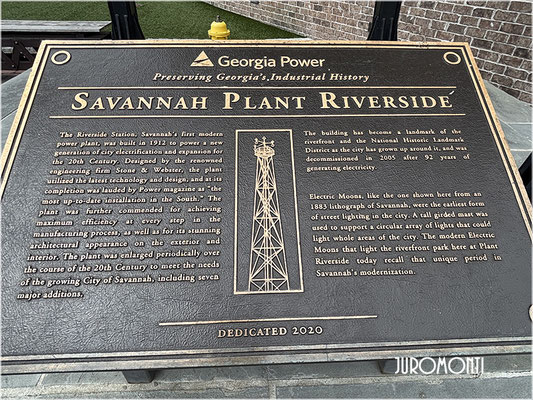 Georgia Power
Preserving Georgia's Industrial History
SAVANNAH PLANT RIVERSIDE
The Riverside Station, Savannah's first modern
power plant, was built in 1912 to power a new
generation of city electrification and expansion for
the 20th Century. Designed by the renowned
engineering firm Stone & Webster, the plant
utilized the latest technology and design, and at its
completion was lauded by Power magazine as "the
most up-to-date installation in the South." The
plant was further commended for achieving
maximum efficiency at every step in the
manufacturing process, as well as for its stunning
architectural appearance on the exterior and
interior. The plant was enlarged periodically over
the course of the 20th Century to meet the needs
of the growing City of Savannah, including seven
major additions.
The building has become a landmark of the
riverfront and the National Historic Landmark
District as the city has grown up around it, and was
decommissioned in 2005 after 92 years of
generating electricity.
Electric Moons, like the one shown here from an
1883 lithograph of Savannah, were the earliest form
of street lighting in the city. A tall girded mast was
used to support a circular array of lights that could
light whole areas of the city. The modern Electric
Moons that light the riverfront park here at Plant
Riverside today recall that unique period in
Savannah's modernization.
DEDICATED 2020
JUROMONTI